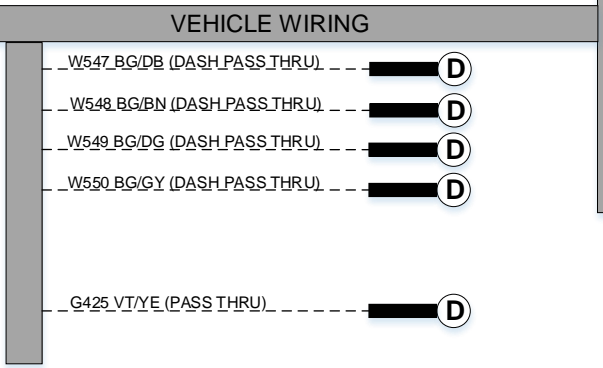 VEHICLE WIRING
W547 BG/DB (DASH PASS THRU) D
W548 BG/BN (DASH PASS THRU) D
W549 BG/DG (DASH PASS THRU) D
W550 BG/GY (DASH PASS THRU) D
G425 VT/YE (PASS THRU) D